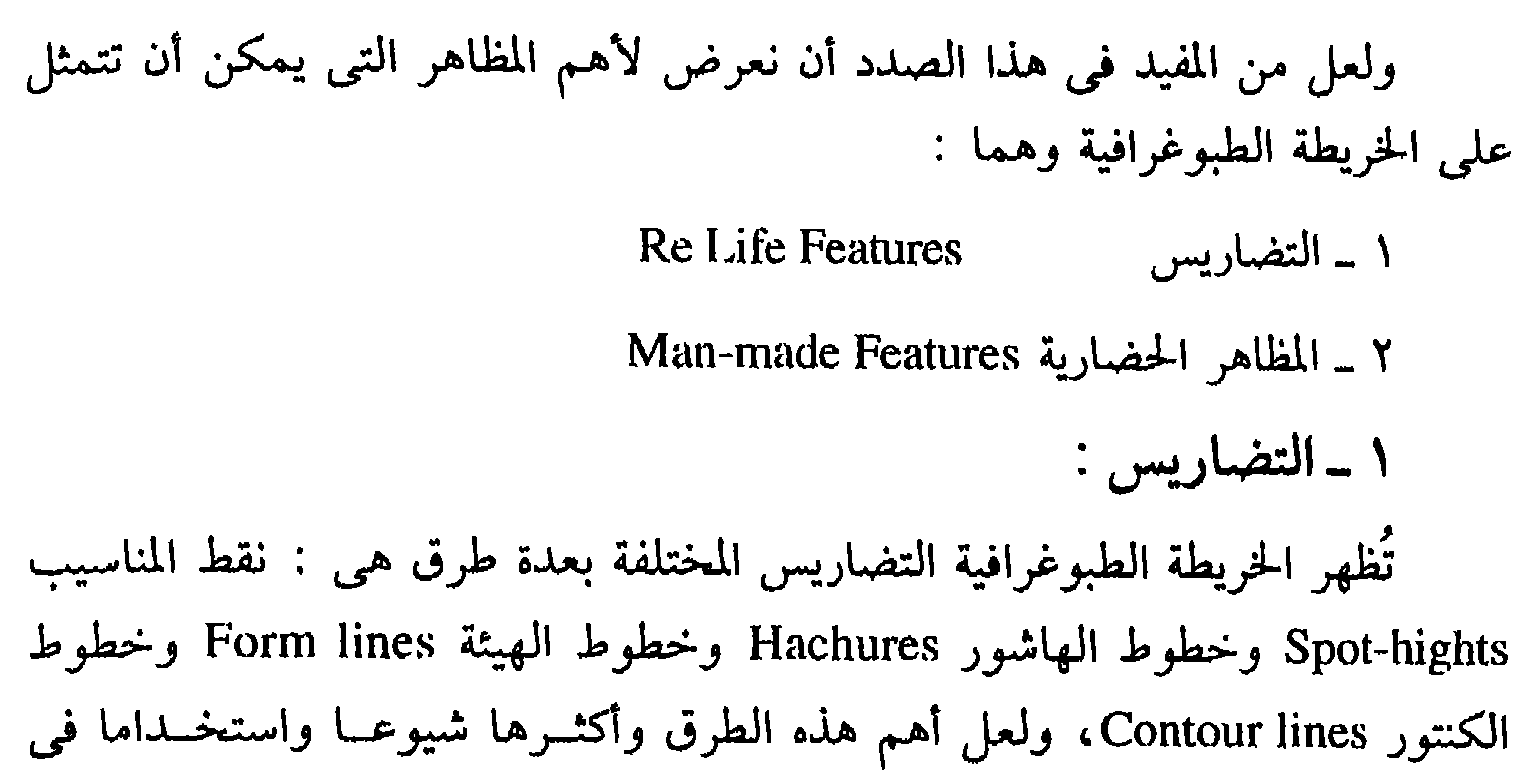 ولعل من المفيد فى هذا الصدد أن نعرض لأهم المظاهر التى يمكن أن تتمثل
على الخريطة الطبوغرافية وهما :
١ ـ التضاريس Re Life Features
٢ ـ المظاهر الحضارية Man-made Features
١ ـ التضاريس :
تُظهر الخريطة الطبوغرافية التضاريس المختلفة بعدة طرق هى : نقط المناسيب
Spot-hights وخطوط الهاشور Hachures وخطوط الهيئة Form lines وخطوط
الكنتور Contour lines، ولعل أهم هذه الطرق وأكثرها شيوعا واستخداما فى